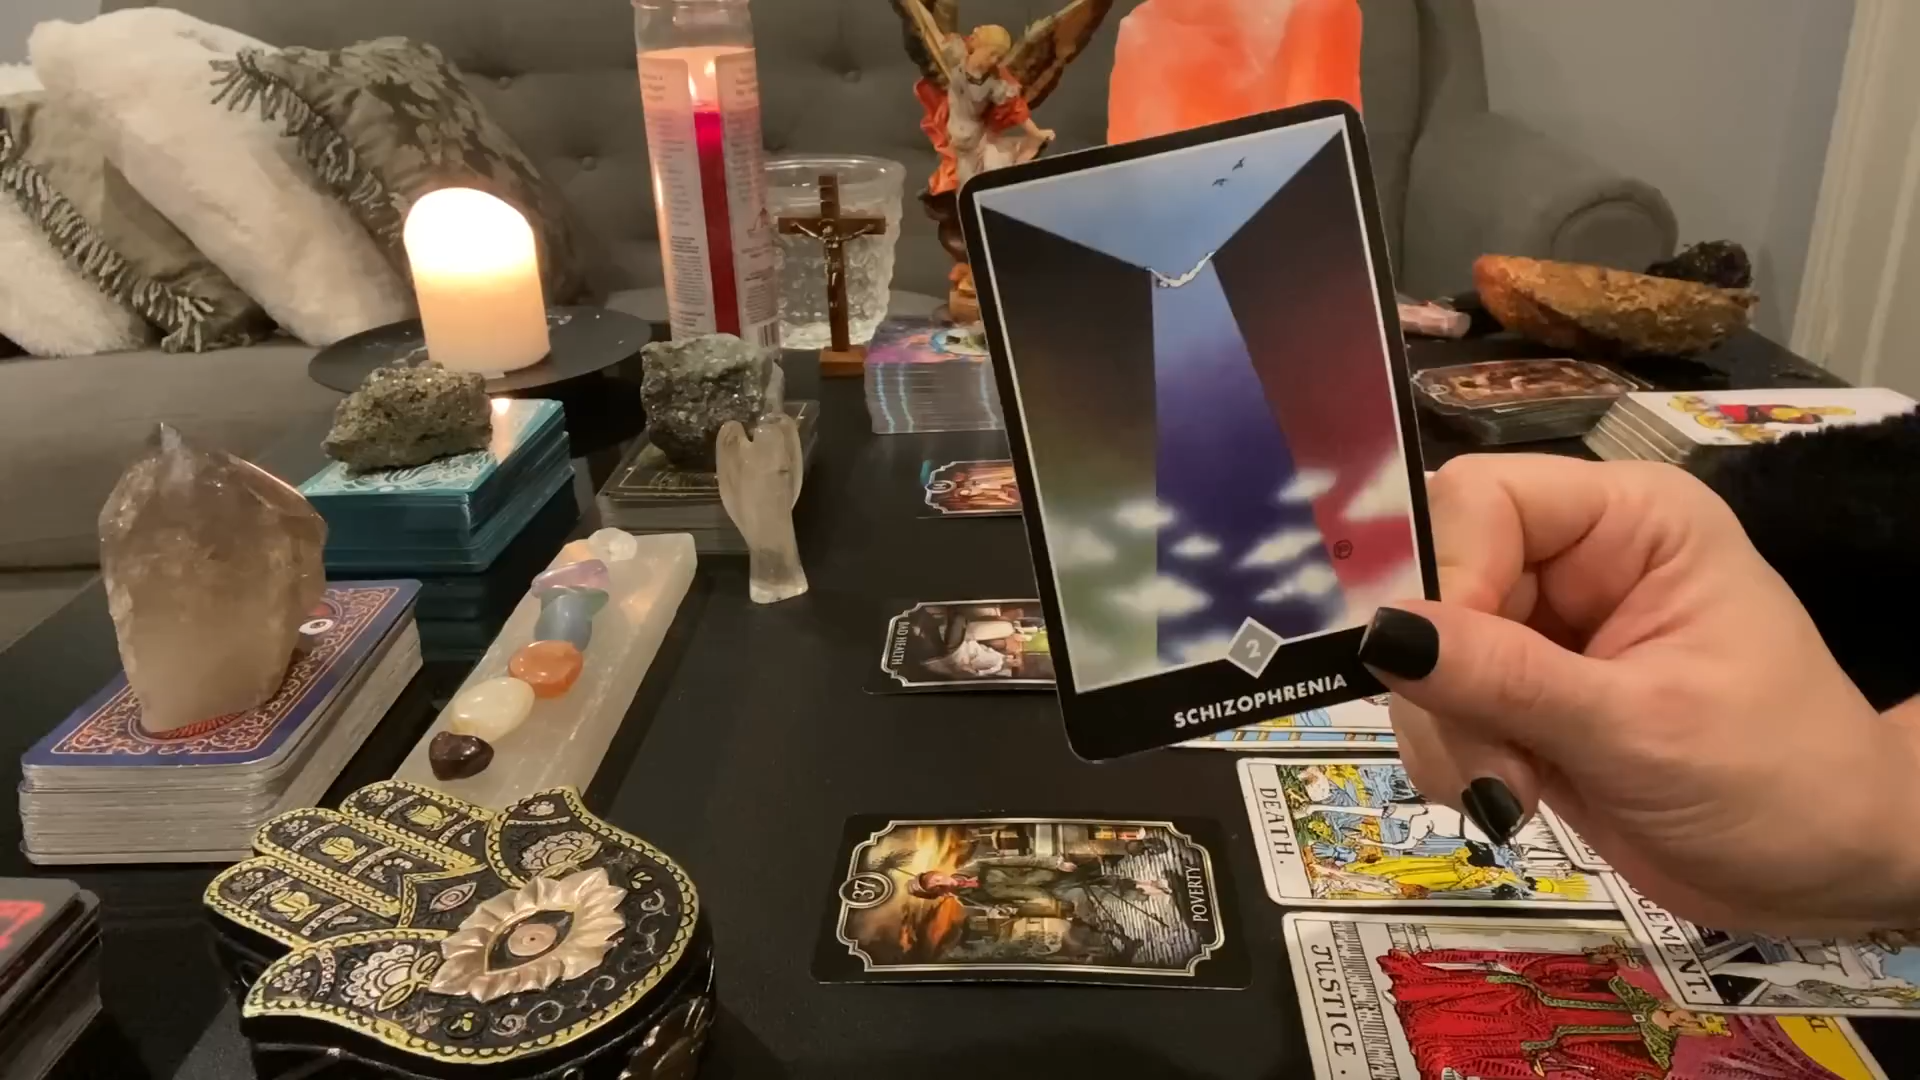 2
SCHIZOPHRENIA
BAD HEALTH
37
POVERTY
DEATH.
JUSTICE.
GEMENT.